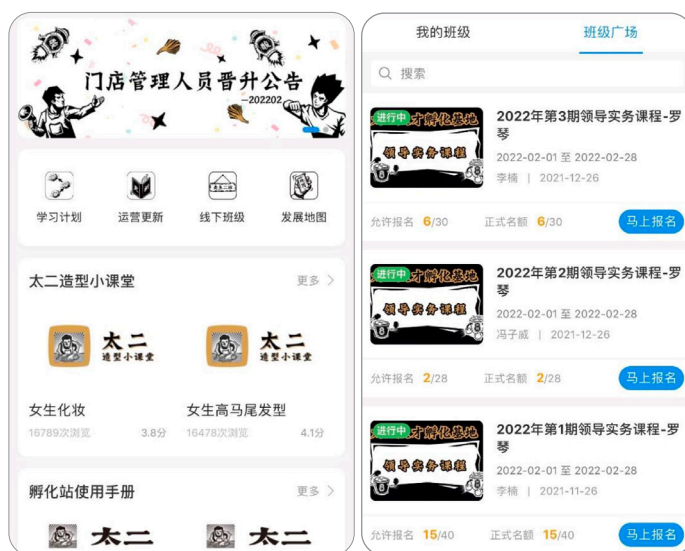 门店管理人员晋升公告
—202202
学习计划
运营更新
线下班级
发展地图
太二造型小课堂
更多
太二
造型小课堂
太二
造型小课堂
女生化妆
16789次浏览
3.8分
女生高马尾发型
16478次浏览
4.1分
孵化站使用手册
更多
太二
太二
我的班级
班级广场
搜索
进行中
才孵化基地
领导实务课程
2022年第3期领导实务课程-罗
琴
2022-02-01 至 2022-02-28
李楠 | 2021-12-26
允许报名 6/30
正式名额 6/30
马上报名
进行中
才孵化基地
领导实务课程
2022年第2期领导实务课程-罗
琴
2022-02-01 至 2022-02-28
冯子威 | 2021-12-26
允许报名 2/28
正式名额 2/28
马上报名
进行中
才孵化基地
领导实务课程
2022年第1期领导实务课程-罗
琴
2022-02-01 至 2022-02-28
李楠 | 2021-11-26
允许报名 15/40
正式名额 15/40
马上报名